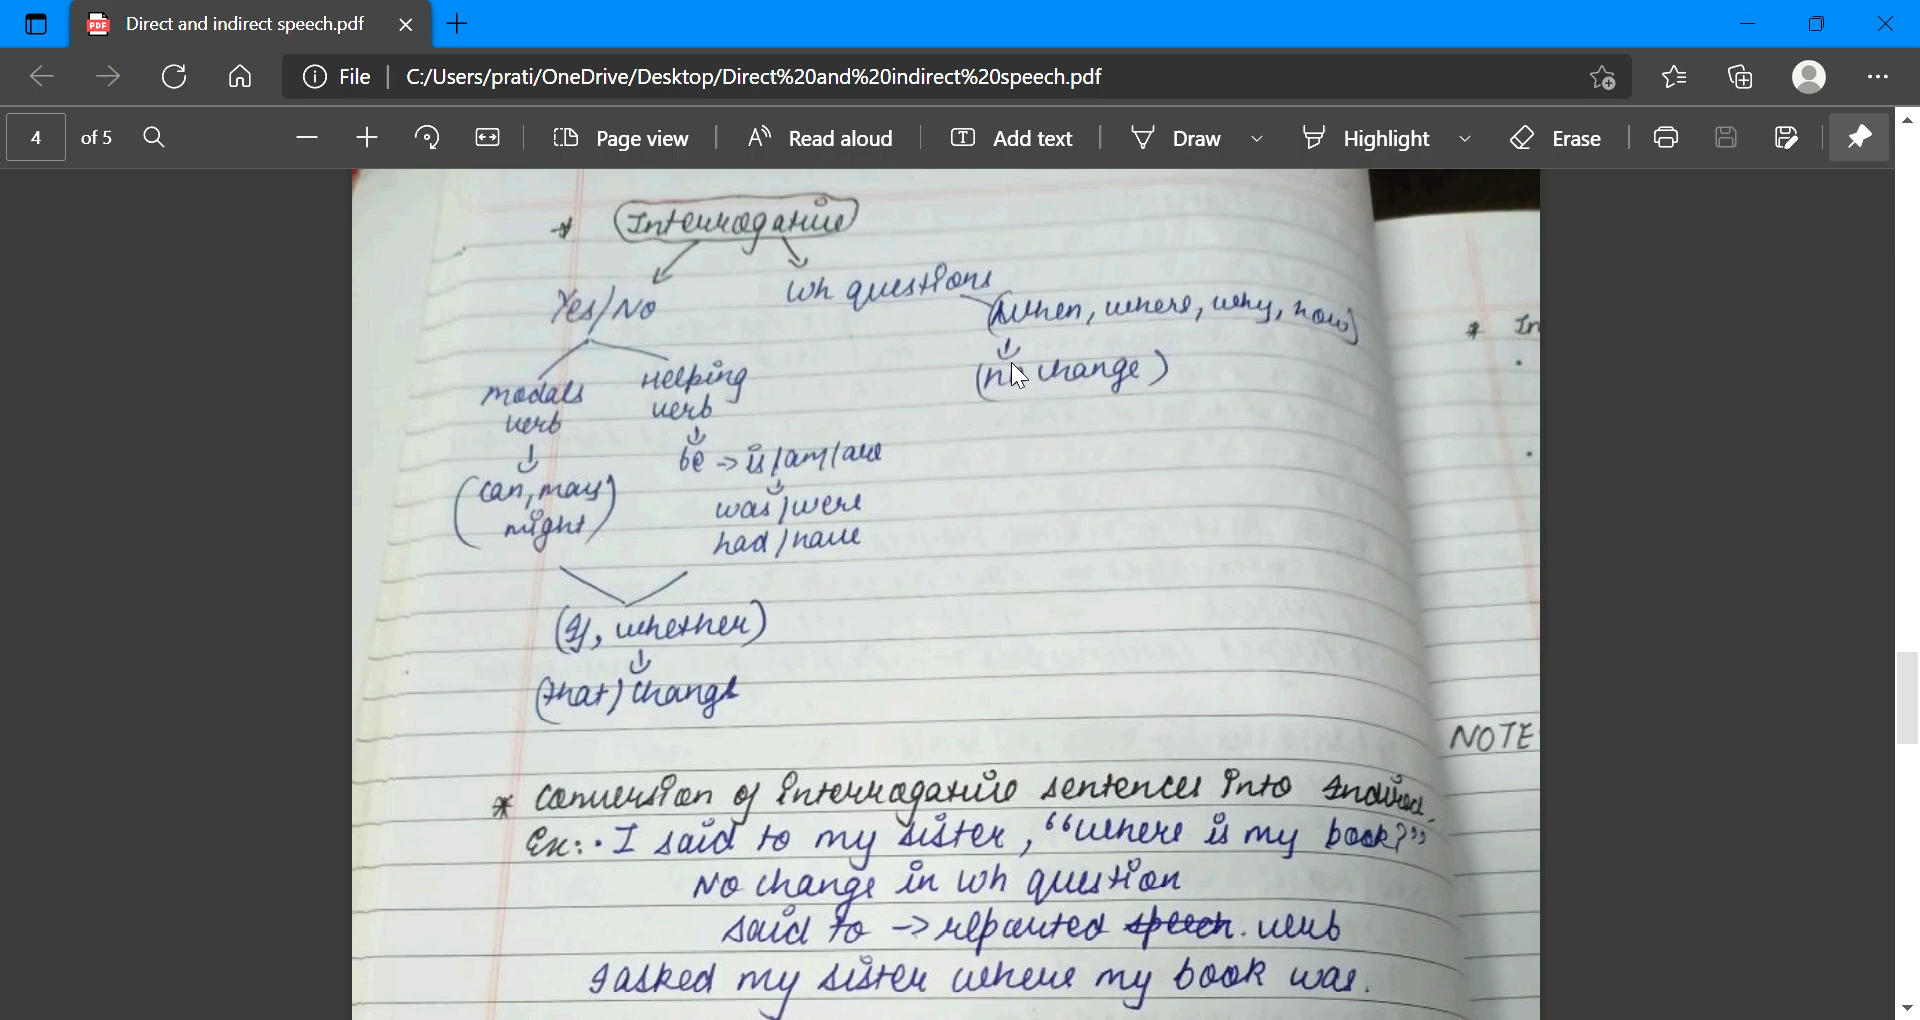 Direct and indirect speech.pdf
File
C:/Users/prati/OneDrive/Desktop/Direct%20and%20indirect%20speech.pdf
4 of 5
Page view
Read aloud
Add text
Draw
Highlight
Erase
* Interrogative
Yes/No
Wh questions
(When, where, why, how)
(no change)
modals verb
Helping verb
be -> is/am/are
(can, may
might)
was/were
had/have
(If, whether)
(that) change
* In
NOTE
* Conversion of Interrogative sentences into Indirect.
Ex: • I said to my sister, “where is my book?”
No change in wh question
said to -> reported speech. verb
I asked my sister where my book was.